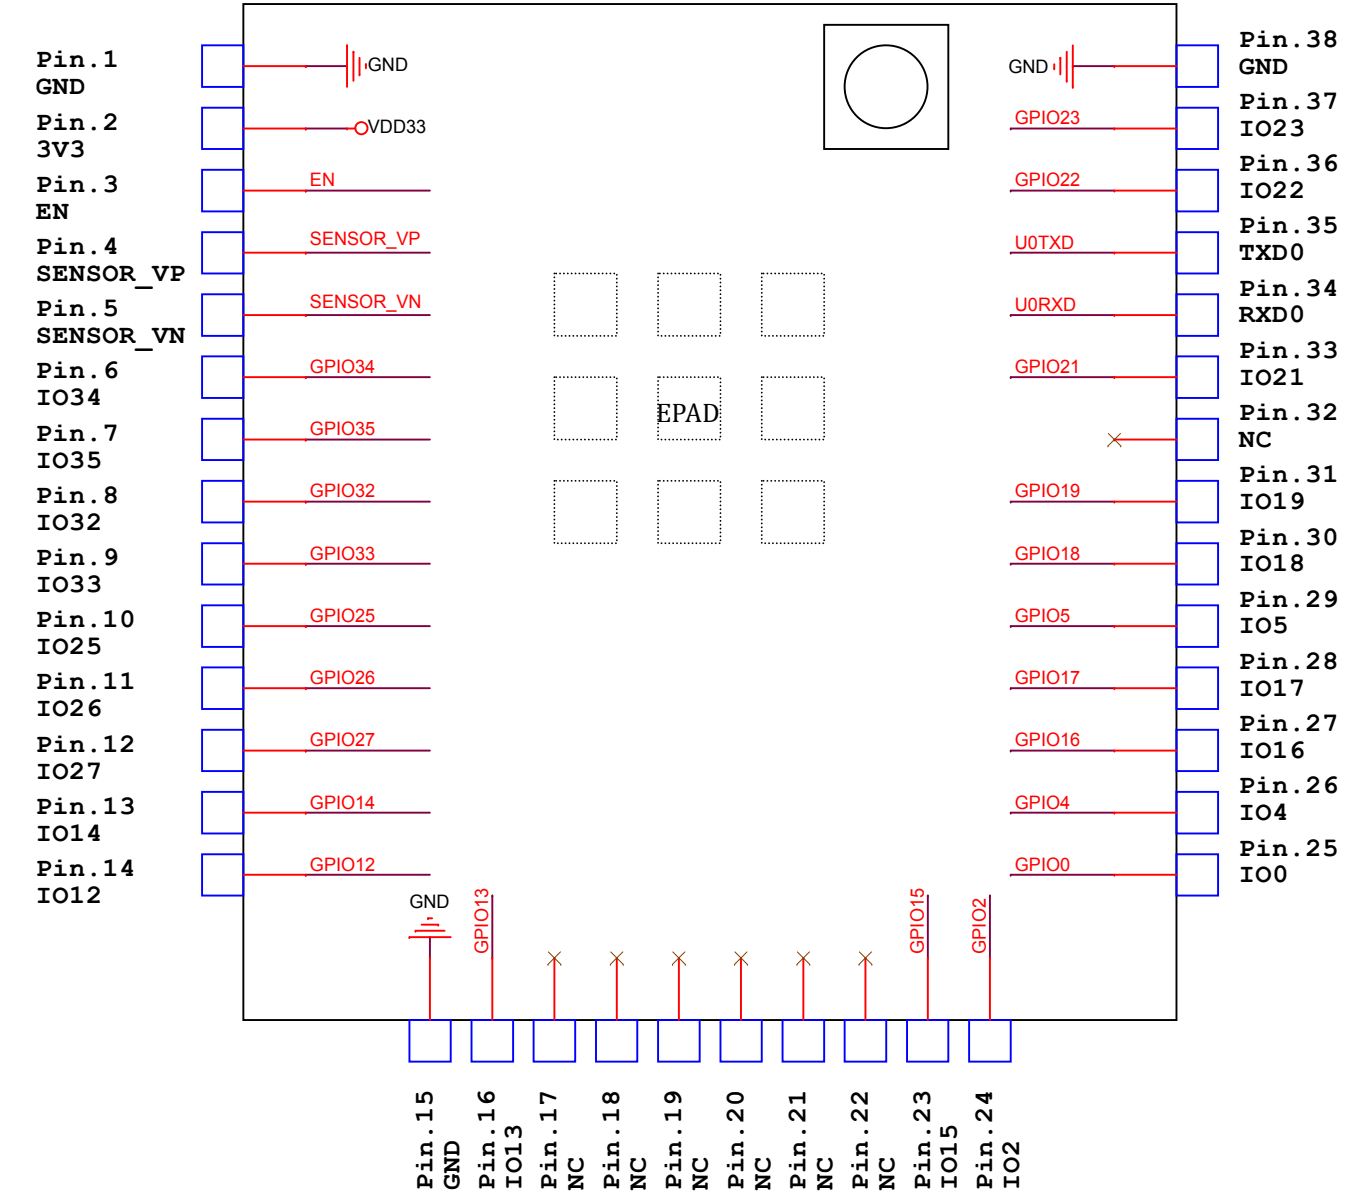 Pin.1
GND
GND
Pin.2
3V3
VDD33
Pin.3
EN
EN
Pin.4
SENSOR_VP
SENSOR_VP
Pin.5
SENSOR_VN
SENSOR_VN
Pin.6
IO34
GPIO34
Pin.7
IO35
GPIO35
Pin.8
IO32
GPIO32
Pin.9
IO33
GPIO33
Pin.10
IO25
GPIO25
Pin.11
IO26
GPIO26
Pin.12
IO27
GPIO27
Pin.13
IO14
GPIO14
Pin.14
IO12
GPIO12
EPAD
GND
Pin.38
GND
GPIO23
Pin.37
IO23
GPIO22
Pin.36
IO22
U0TXD
Pin.35
TXD0
U0RXD
Pin.34
RXD0
GPIO21
Pin.33
IO21
Pin.32
NC
GPIO19
Pin.31
IO19
GPIO18
Pin.30
IO18
GPIO5
Pin.29
IO5
GPIO17
Pin.28
IO17
GPIO16
Pin.27
IO16
GPIO4
Pin.26
IO4
GPIO0
Pin.25
IO0
GND
Pin.15
GND
GPIO13
Pin.16
IO13
Pin.17
NC
Pin.18
NC
Pin.19
NC
Pin.20
NC
Pin.21
NC
Pin.22
NC
GPIO15
Pin.23
IO15
GPIO2
Pin.24
IO2